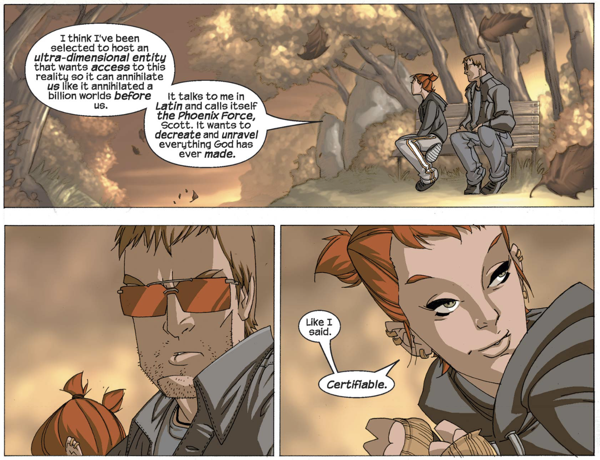 I think I've been
selected to host an
ultra-dimensional entity
that wants access to this
reality so it can annihilate
us like it annihilated a
billion worlds before
us.
It talks to me in
Latin and calls itself
the Phoenix Force,
Scott. It wants to
decreate and unravel
everything God has
ever made.
Like I
said.
Certifiable.